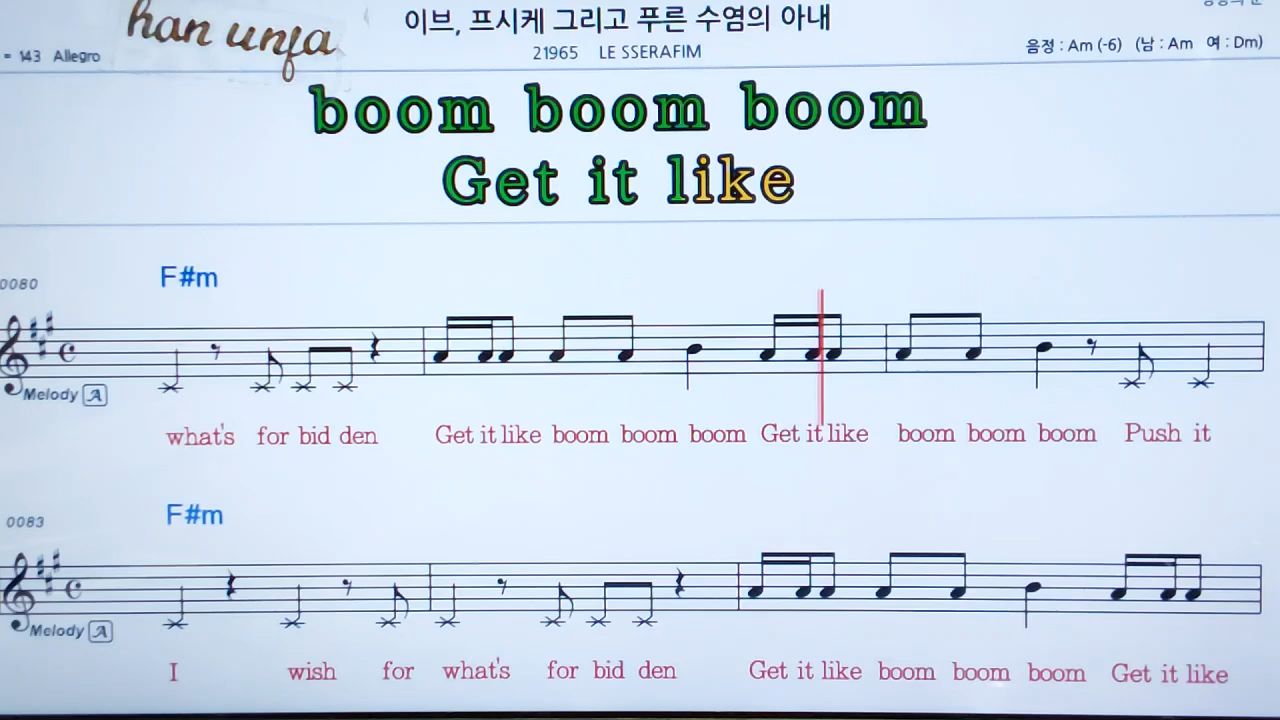 han unja
이브, 프시케 그리고 푸른 수염의 아내
= 143 Allegro
21965 LE SSERAFIM
음정 : Am (-6) (남 : Am 여 : Dm)
boom boom boom
Get it like
0080
F#m
Melody A
what's for bid den Get it like boom boom boom Get it like boom boom boom Push it
0083
F#m
Melody A
I wish for what's for bid den Get it like boom boom boom Get it like